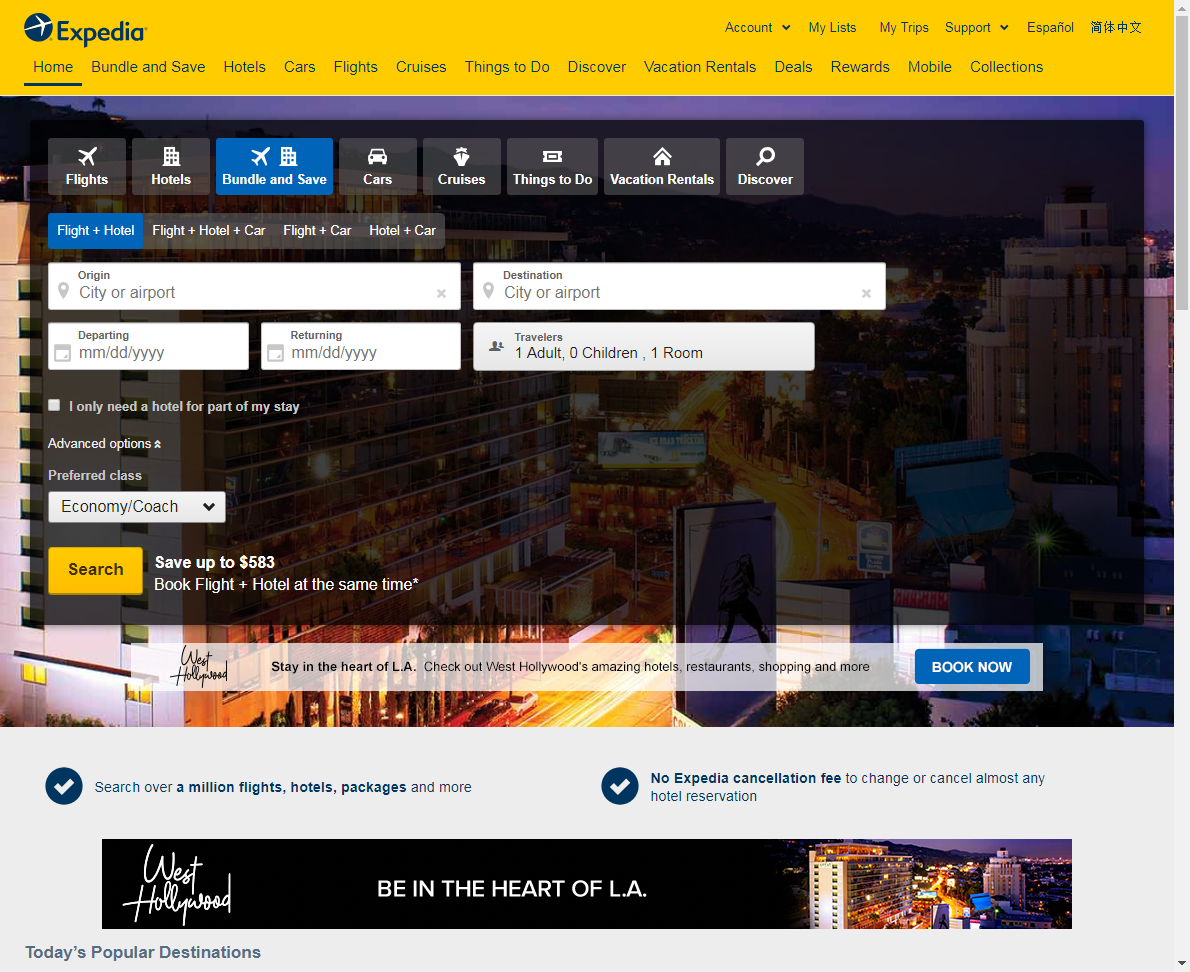 Expedia
Account My Lists My Trips Support Español 简体中文
Home Bundle and Save Hotels Cars Flights Cruises Things to Do Discover Vacation Rentals Deals Rewards Mobile Collections
Flights Hotels Bundle and Save Cars Cruises Things to Do Vacation Rentals Discover
Flight + Hotel Flight + Hotel + Car Flight + Car Hotel + Car
Origin
City or airport
Destination
City or airport
Departing
mm/dd/yyyy
Returning
mm/dd/yyyy
Travelers
1 Adult, 0 Children , 1 Room
I only need a hotel for part of my stay
Advanced options
Preferred class
Economy/Coach
Search
Save up to $583
Book Flight + Hotel at the same time*
West
Hollywood
Stay in the heart of L.A. Check out West Hollywood's amazing hotels, restaurants, shopping and more
BOOK NOW
Search over a million flights, hotels, packages and more
No Expedia cancellation fee to change or cancel almost any
hotel reservation
West
Hollywood
BE IN THE HEART OF L.A.
Today's Popular Destinations